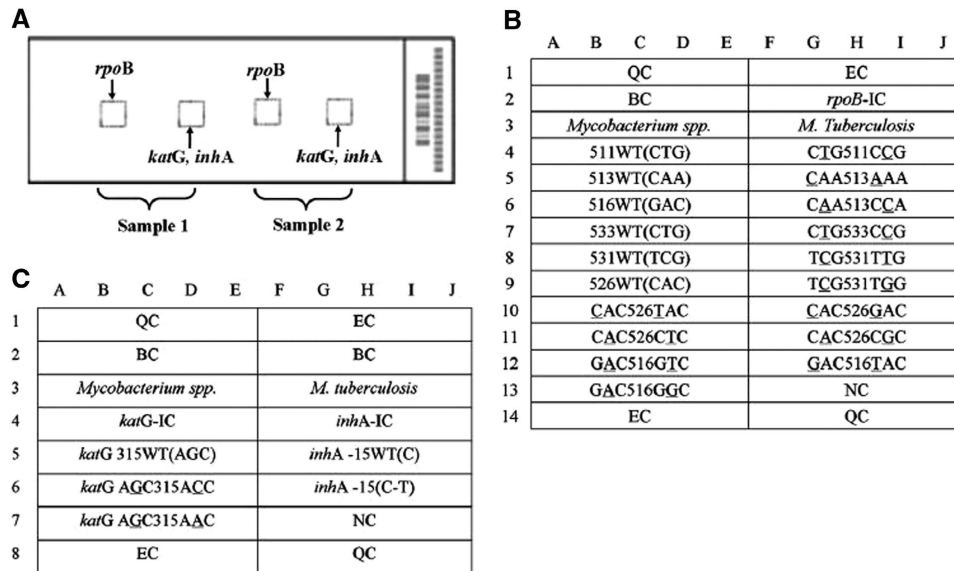 A
rpoB
rpoB
katG, inhA
katG, inhA
Sample 1
Sample 2
B
A B C D E F G H I J
1 QC EC
2 BC rpoB-IC
3 Mycobacterium spp. M. Tuberculosis
4 511WT(CTG) CTG511CCG
5 513WT(CAA) CAA513AAA
6 516WT(GAC) CAA513CCA
7 533WT(CTG) CTG533CCG
8 531WT(TCG) TCG531TTG
9 526WT(CAC) TCG531TGG
10 CAC526TAC CAC526GAC
11 CAC526CTC CAC526CGC
12 GAC516GTC GAC516TAC
13 GAC516GGC NC
14 EC QC
C
A B C D E F G H I J
1 QC EC
2 BC BC
3 Mycobacterium spp. M. tuberculosis
4 katG-IC inhA-IC
5 katG 315WT(AGC) inhA -15WT(C)
6 katG AGC315ACC inhA -15(C-T)
7 katG AGC315AAC NC
8 EC QC